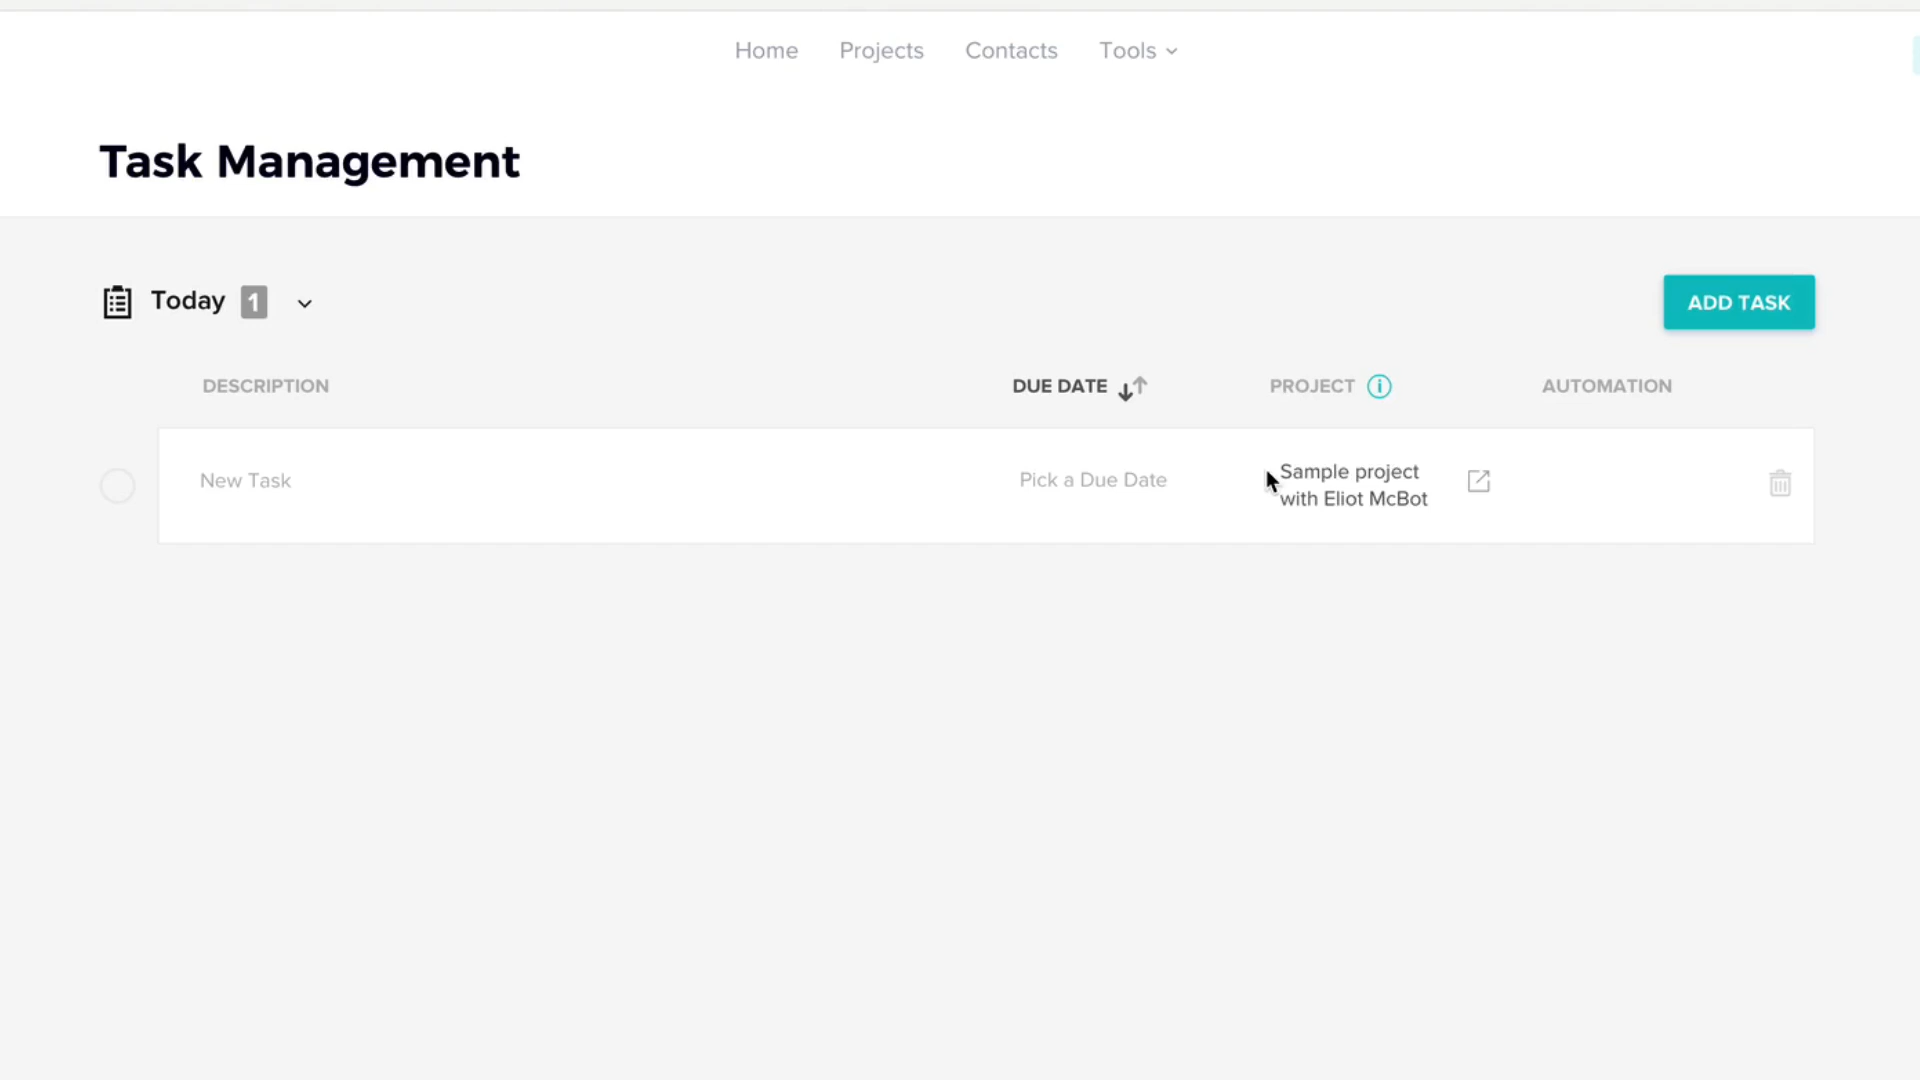 Home Projects Contacts Tools
Task Management
Today 1
ADD TASK
DESCRIPTION DUE DATE PROJECT AUTOMATION
New Task Pick a Due Date Sample project
with Eliot McBot